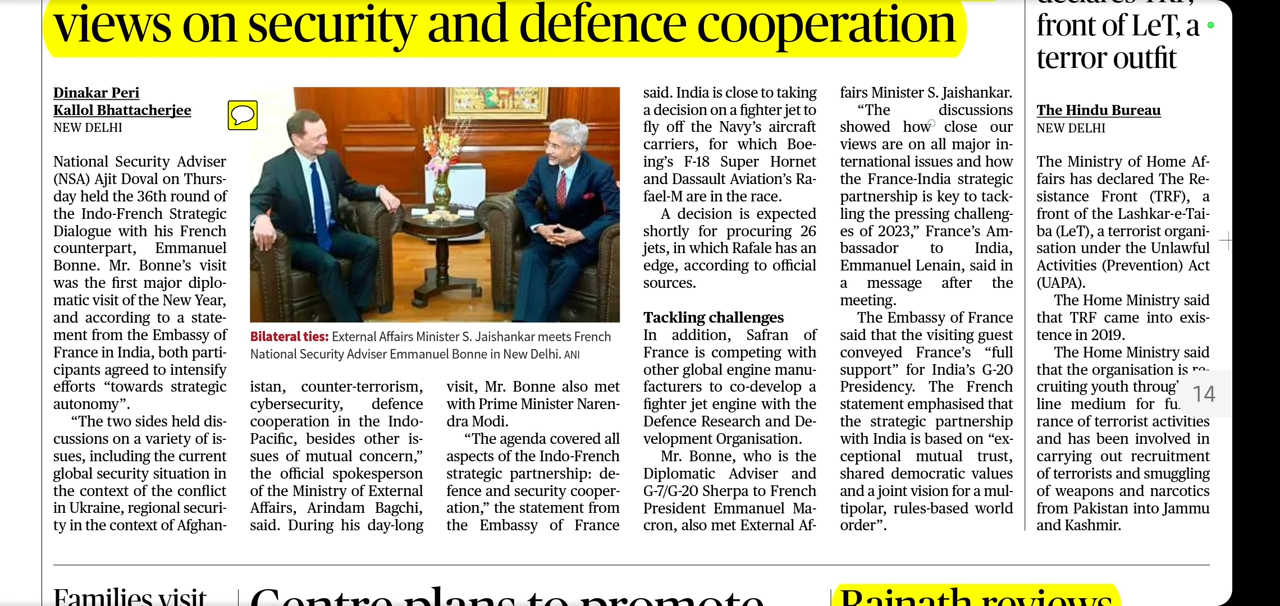 views on security and defence cooperation
Dinakar Peri
Kallol Bhattacherjee
NEW DELHI
National Security Adviser
(NSA) Ajit Doval on Thurs-
day held the 36th round of
the Indo-French Strategic
Dialogue with his French
counterpart, Emmanuel
Bonne. Mr. Bonne's visit
was the first major diplo-
matic visit of the New Year,
and according to a state-
ment from the Embassy of
France in India, both parti-
cipants agreed to intensify
efforts “towards strategic
autonomy”.
“The two sides held dis-
cussions on a variety of is-
sues, including the current
global security situation in
the context of the conflict
in Ukraine, regional securi-
ty in the context of Afghan-
Bilateral ties: External Affairs Minister S. Jaishankar meets French
National Security Adviser Emmanuel Bonne in New Delhi. ANI
istan, counter-terrorism,
cybersecurity, defence
cooperation in the Indo-
Pacific, besides other is-
sues of mutual concern,”
the official spokesperson
of the Ministry of External
Affairs, Arindam Bagchi,
said. During his day-long
visit, Mr. Bonne also met
with Prime Minister Naren-
dra Modi.
“The agenda covered all
aspects of the Indo-French
strategic partnership: de-
fence and security cooper-
ation,” the statement from
the Embassy of France
said. India is close to taking
a decision on a fighter jet to
fly off the Navy's aircraft
carriers, for which Boe-
ing's F-18 Super Hornet
and Dassault Aviation's Ra-
fael-M are in the race.
A decision is expected
shortly for procuring 26
jets, in which Rafale has an
edge, according to official
sources.
Tackling challenges
In addition, Safran of
France is competing with
other global engine manu-
facturers to co-develop a
fighter jet engine with the
Defence Research and De-
velopment Organisation.
Mr. Bonne, who is the
Diplomatic Adviser and
G-7/G-20 Sherpa to French
President Emmanuel Ma-
cron, also met External Af-
fairs Minister S. Jaishankar.
“The discussions
showed how close our
views are on all major in-
ternational issues and how
the France-India strategic
partnership is key to tack-
ling the pressing challeng-
es of 2023,” France's Am-
bassador to India,
Emmanuel Lenain, said in
a message after the
meeting.
The Embassy of France
said that the visiting guest
conveyed France's “full
support” for India's G-20
Presidency. The French
statement emphasised that
the strategic partnership
with India is based on “ex-
ceptional mutual trust,
shared democratic values
and a joint vision for a mul-
tipolar, rules-based world
order”.
declares TRF,
front of LeT, a
terror outfit
The Hindu Bureau
NEW DELHI
The Ministry of Home Af-
fairs has declared The Re-
sistance Front (TRF), a
front of the Lashkar-e-Tai-
ba (LeT), a terrorist organi-
sation under the Unlawful
Activities (Prevention) Act
(UAPA).
The Home Ministry said
that TRF came into exis-
tence in 2019.
The Home Ministry said
that the organisation is re-
cruiting youth throug
line medium for fu
rance of terrorist activities
and has been involved in
carrying out recruitment
of terrorists and smuggling
of weapons and narcotics
from Pakistan into Jammu
and Kashmir.
14
Families visit
Centre plans to promote
Rajnath reviews